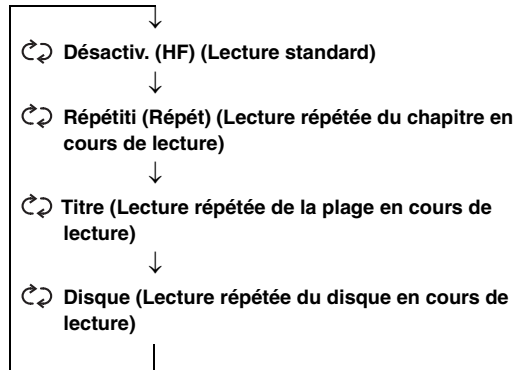 Désactiv. (HF) (Lecture standard)
Répétiti (Répét) (Lecture répétée du chapitre en
cours de lecture)
Titre (Lecture répétée de la plage en cours de
lecture)
Disque (Lecture répétée du disque en cours de
lecture)